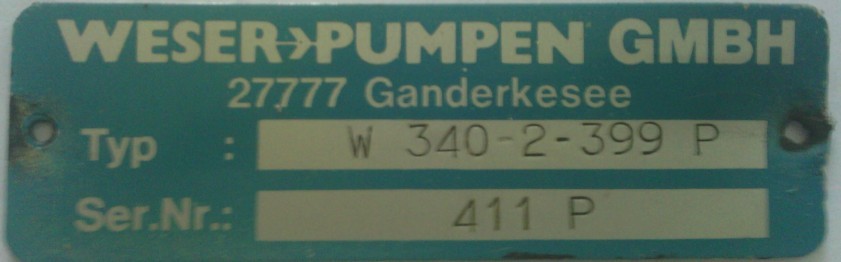 WESER→PUMPEN GMBH
27777 Ganderkesee
Typ : W 340-2-399 P
Ser.Nr.: 411 P